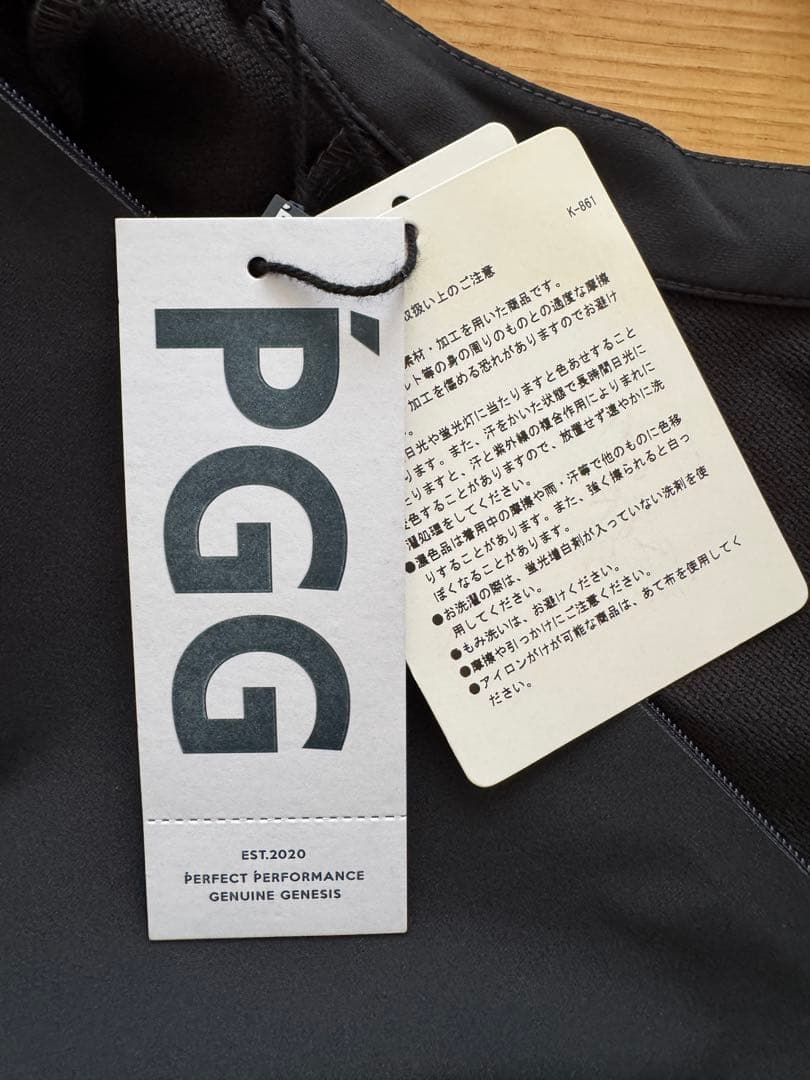 PGG
EST.2020
PERFECT PERFORMANCE
GENUINE GENESIS
K-861
取扱い上のご注意
素材・加工を用いた商品です。
ルト等の身の周りのものとの過度な摩擦
加工を傷める恐れがありますのでお避け
。
日光や蛍光灯に当たりますと色あせすること
ります。また、汗をかいた状態で長時間日光に
たりますと、汗と紫外線の複合作用によりまれに
変色することがありますので、放置せず速やかに洗
濯処理をしてください。
●濃色品は着用中の摩擦や雨・汗等で他のものに色移
りすることがあります。また、強く擦られると白っ
ぽくなることがあります。
●お洗濯の際は、蛍光増白剤が入っていない洗剤を使
用してください。
●もみ洗いは、お避けください。
●摩擦や引っかけにご注意ください。
●アイロンがけが可能な商品は、あて布を使用してく
ださい。